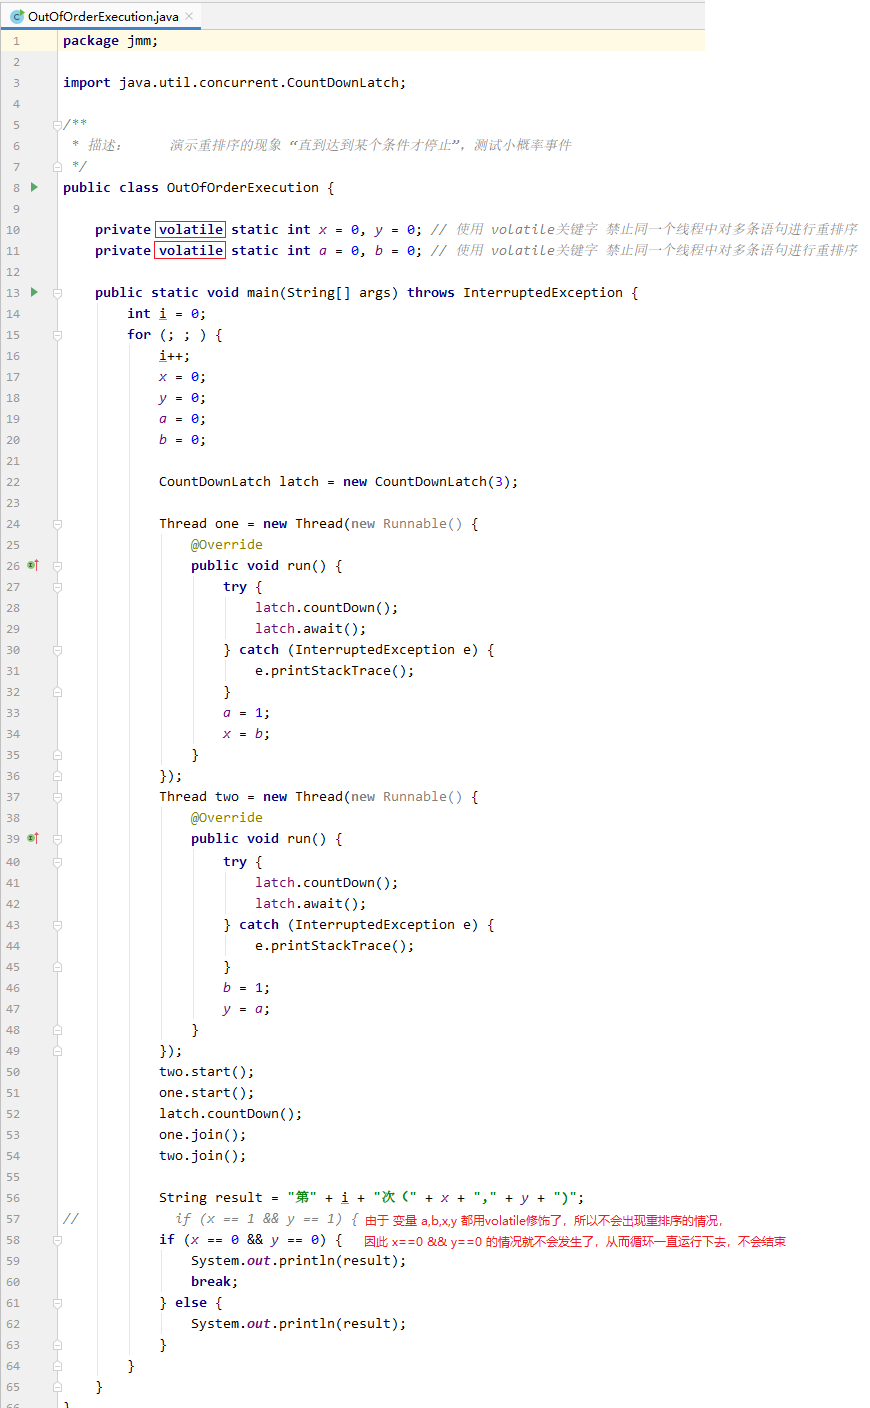 OutOfOrderExecution.java
1 package jmm;
2
3 import java.util.concurrent.CountDownLatch;
4
5 /**
6  * 描述：      演示重排序的现象 “直到达到某个条件才停止”，测试小概率事件
7  */
8 public class OutOfOrderExecution {
9
10     private volatile static int x = 0, y = 0; // 使用 volatile关键字 禁止同一个线程中对多条语句进行重排序
11     private volatile static int a = 0, b = 0; // 使用 volatile关键字 禁止同一个线程中对多条语句进行重排序
12
13     public static void main(String[] args) throws InterruptedException {
14         int i = 0;
15         for (; ; ) {
16             i++;
17             x = 0;
18             y = 0;
19             a = 0;
20             b = 0;
21
22             CountDownLatch latch = new CountDownLatch(3);
23
24             Thread one = new Thread(new Runnable() {
25                 @Override
26                 public void run() {
27                     try {
28                         latch.countDown();
29                         latch.await();
30                     } catch (InterruptedException e) {
31                         e.printStackTrace();
32                     }
33                     a = 1;
34                     x = b;
35                 }
36             });
37             Thread two = new Thread(new Runnable() {
38                 @Override
39                 public void run() {
40                     try {
41                         latch.countDown();
42                         latch.await();
43                     } catch (InterruptedException e) {
44                         e.printStackTrace();
45                     }
46                     b = 1;
47                     y = a;
48                 }
49             });
50             two.start();
51             one.start();
52             latch.countDown();
53             one.join();
54             two.join();
55
56             String result = "第" + i + "次（" + x + "," + y + ")";
57 //            if (x == 1 && y == 1) { 由于 变量 a,b,x,y 都用volatile修饰了，所以不会出现重排序的情况，
58             if (x == 0 && y == 0) { 因此 x==0 && y==0 的情况就不会发生了，从而循环一直运行下去，不会结束
59                 System.out.println(result);
60                 break;
61             } else {
62                 System.out.println(result);
63             }
64         }
65     }
66 }